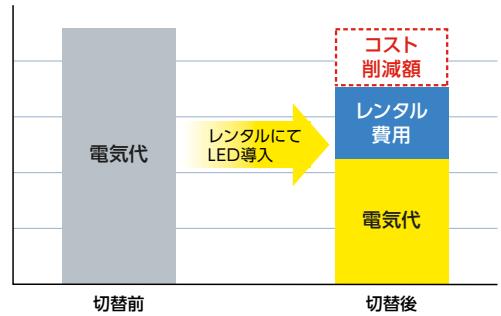 電気代
レンタルにて
LED導入
コスト
削減額
レンタル
費用
電気代
切替前
切替後